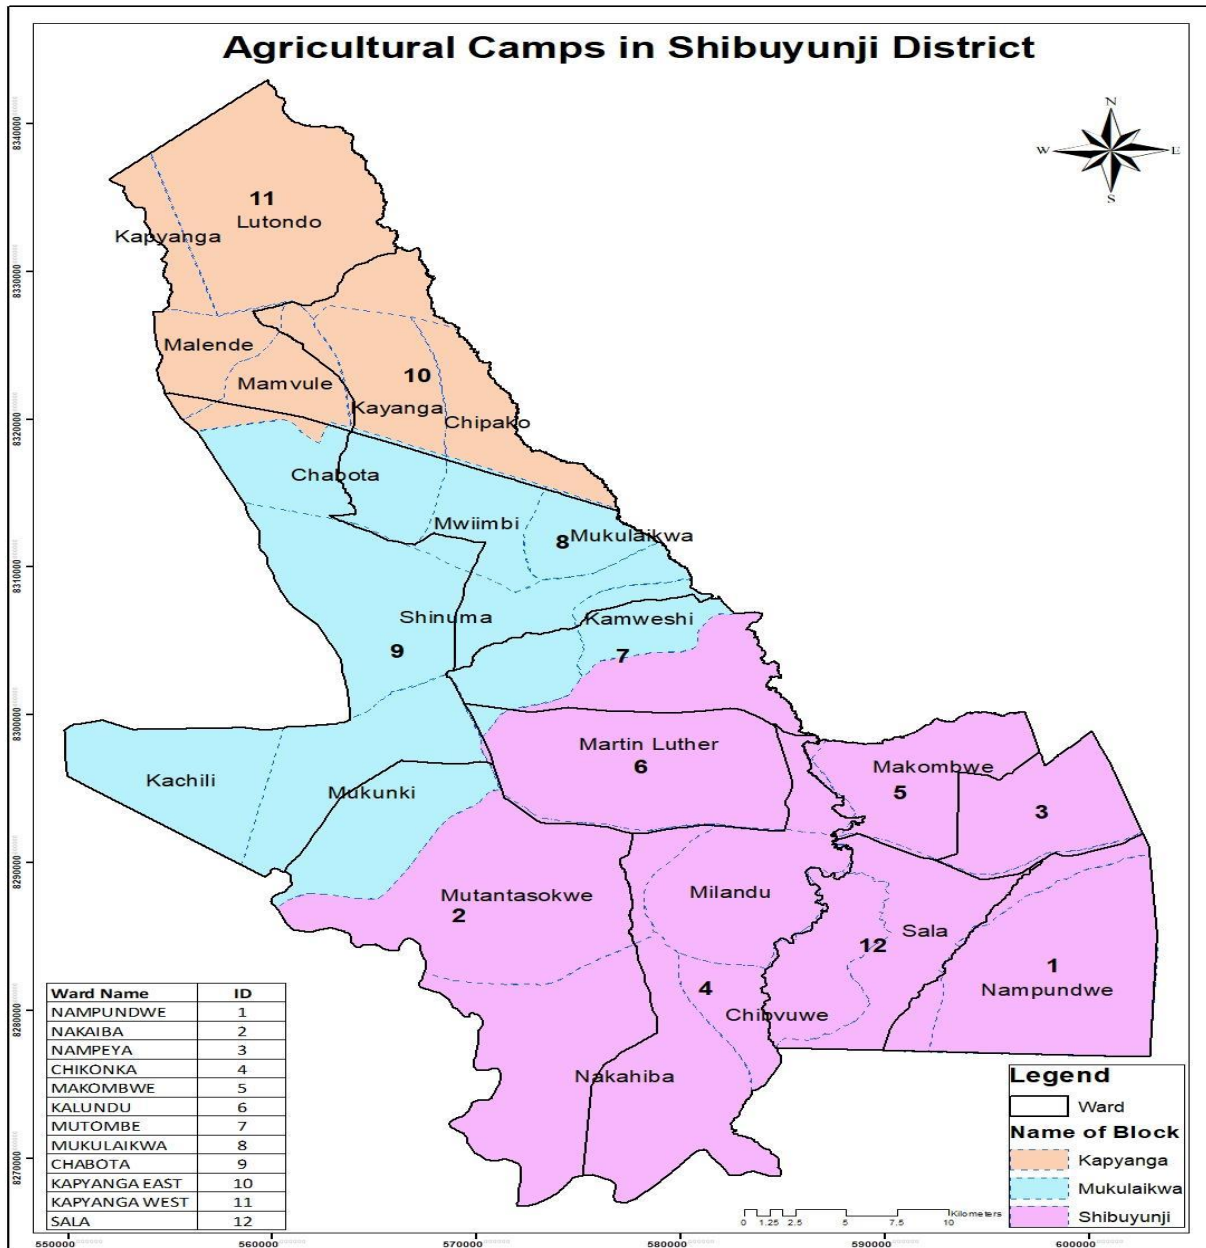 Agricultural Camps in Shibuyunji District
N
W E
S
8340000
8330000
8320000
8310000
8300000
8290000
8280000
8270000
11
Lutondo
Kapyanga
Malende
Mamvule
10
Kayanga
Chipako
Chabota
Mwiimbi
8
Mukulaikwa
Shinuma
Kamweshi
9
7
Martin Luther
6
Makombwe
5
3
Kachili
Mukunki
Mutantasokwe
2
Milandu
Sala
12
1
Nampundwe
4
Chibvuwe
Nakahiba
Ward Name ID
NAMPUNDWE 1
NAKAIBA 2
NAMPEYA 3
CHIKONKA 4
MAKOMBWE 5
KALUNDU 6
MUTOMBE 7
MUKULAIKWA 8
CHABOTA 9
KAPYANGA EAST 10
KAPYANGA WEST 11
SALA 12
Legend
Ward
Name of Block
Kapyanga
Mukulaikwa
Shibuyunji
0 1.25 2.5 5 7.5 10 Kilometers
550000 560000 570000 580000 590000 600000